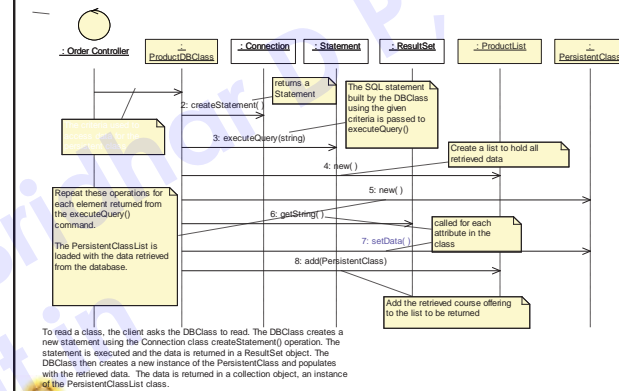 : Order Controller
:
ProductDBClass
: Connection
: Statement
: ResultSet
: ProductList
:
PersistentClass
returns a
Statement
The SQL statement
built by the DBClass
using the given
criteria is passed to
executeQuery()
2: createStatement( )
3: executeQuery(string)
Create a list to hold all
retrieved data
4: new( )
5: new( )
Repeat these operations for
each element returned from
the executeQuery()
command.
The PersistentClassList is
loaded with the data retrieved
from the database.
6: getString( )
called for each
attribute in the
class
7: setData( )
8: add(PersistentClass)
Add the retrieved course offering
to the list to be returned
To read a class, the client asks the DBClass to read. The DBClass creates a
new statement using the Connection class createStatement() operation. The
statement is executed and the data is returned in a ResultSet object. The
DBClass then creates a new instance of the PersistentClass and populates
with the retrieved data. The data is returned in a collection object, an instance
of the PersistentClassList class.